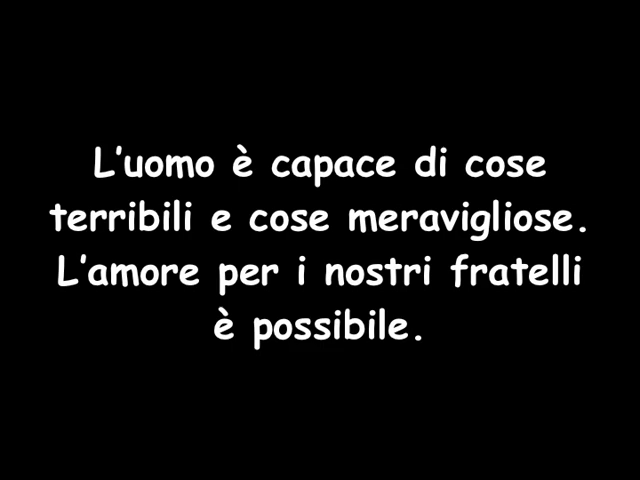 L'uomo è capace di cose
terribili e cose meravigliose.
L'amore per i nostri fratelli
è possibile.